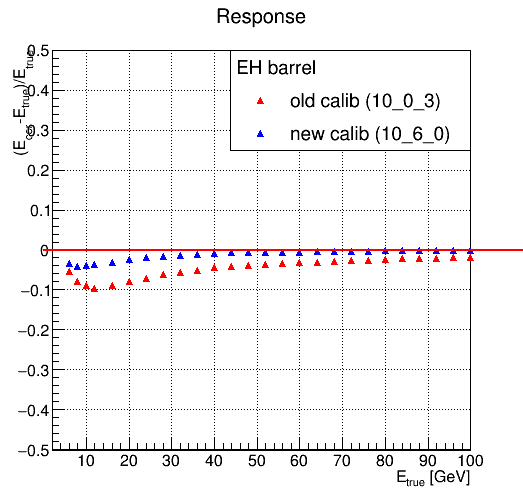 Response
(E_cor-E_true)/E_true
EH barrel
old calib (10_0_3)
new calib (10_6_0)
0.5
0.4
0.3
0.2
0.1
0
−0.1
−0.2
−0.3
−0.4
−0.5
10 20 30 40 50 60 70 80 90 100
E_true [GeV]